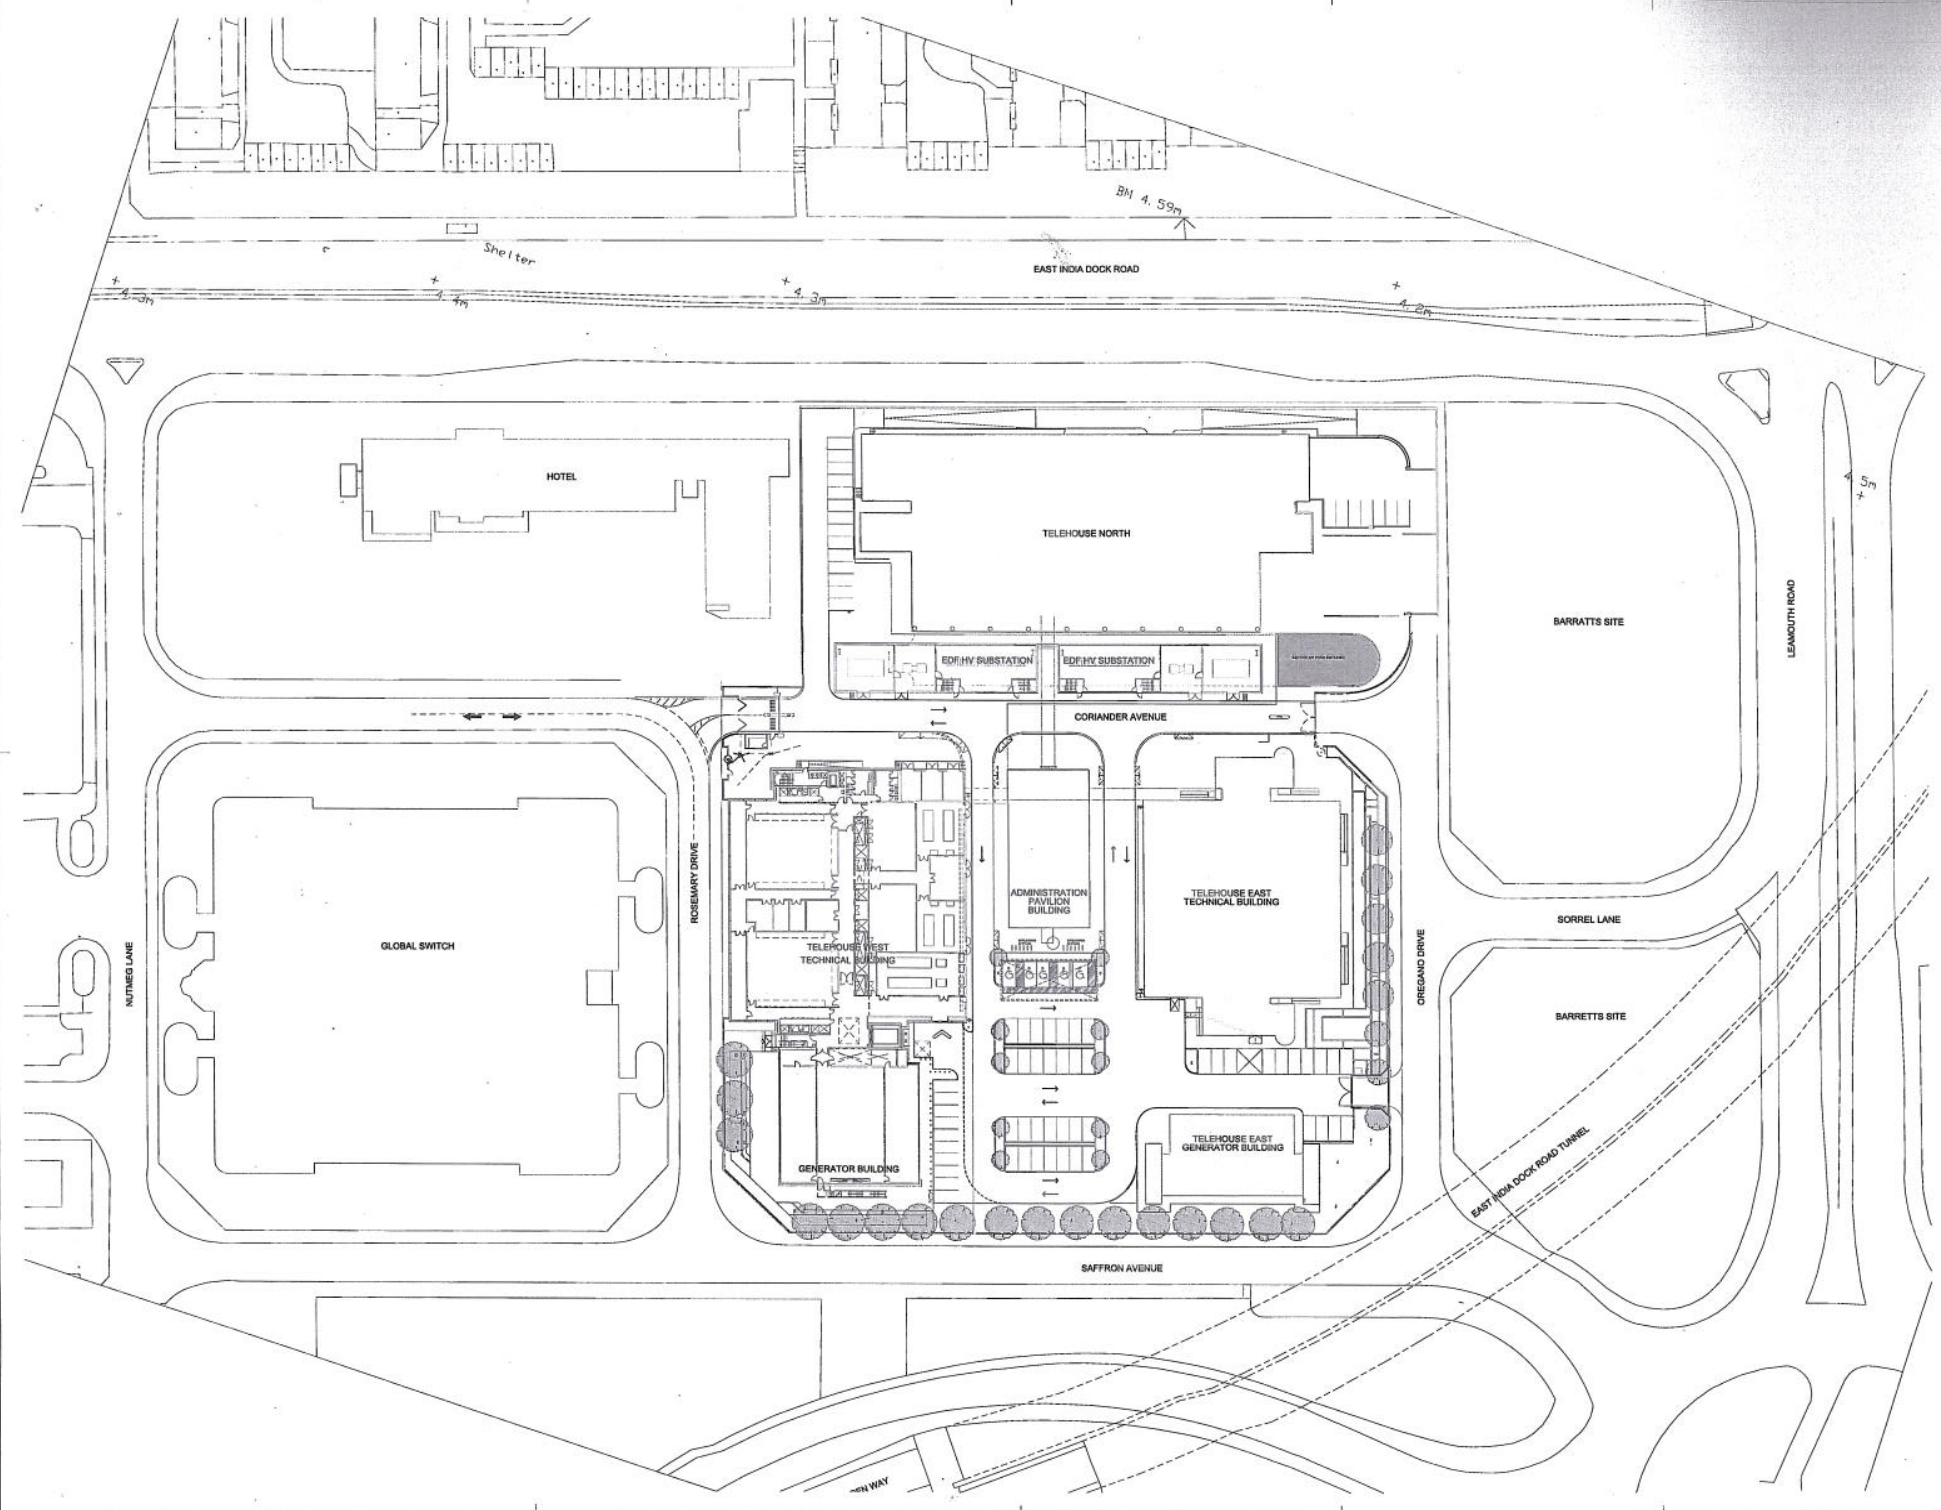 BM 4.59m
Shelter
EAST INDIA DOCK ROAD
4.3m
4.4m
4.3m
4.2m
HOTEL
TELEHOUSE NORTH
5m
LEAMOUTH ROAD
BARRATTS SITE
EDF HV SUBSTATION
EDF HV SUBSTATION
CORIANDER AVENUE
ROSEMARY DRIVE
ADMINISTRATION
PAVILION
BUILDING
TELEHOUSE EAST
TECHNICAL BUILDING
SORREL LANE
NUTMEG LANE
GLOBAL SWITCH
TELEHOUSE WEST
TECHNICAL BUILDING
OREGANO DRIVE
BARRETTS SITE
TELEHOUSE EAST
GENERATOR BUILDING
GENERATOR BUILDING
EAST INDIA DOCK ROAD TUNNEL
SAFFRON AVENUE
WAY